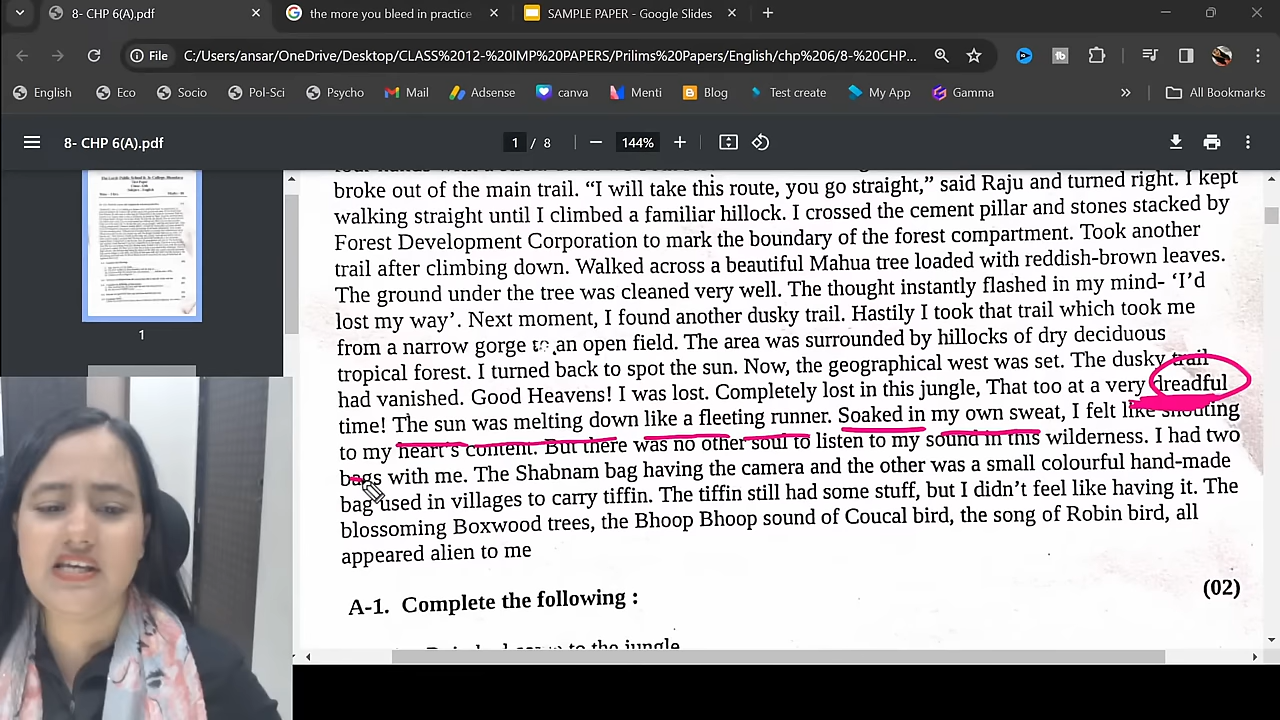 8- CHP 6(A).pdf
the more you bleed in practice
SAMPLE PAPER - Google Slides
File
C:/Users/ansar/OneDrive/Desktop/CLASS%2012-%20IMP%20PAPERS/Prilims%20Papers/English/chp%206/8-%20CHP...
English
Eco
Socio
Pol-Sci
Psycho
Mail
Adsense
canva
Menti
Blog
Test create
My App
Gamma
All Bookmarks
8- CHP 6(A).pdf
1 / 8
144%
1
broke out of the main trail. “I will take this route, you go straight,” said Raju and turned right. I kept
walking straight until I climbed a familiar hillock. I crossed the cement pillar and stones stacked by
Forest Development Corporation to mark the boundary of the forest compartment. Took another
trail after climbing down. Walked across a beautiful Mahua tree loaded with reddish-brown leaves.
The ground under the tree was cleaned very well. The thought instantly flashed in my mind- ‘I’d
lost my way’. Next moment, I found another dusky trail. Hastily I took that trail which took me
from a narrow gorge to an open field. The area was surrounded by hillocks of dry deciduous
tropical forest. I turned back to spot the sun. Now, the geographical west was set. The dusky trail
had vanished. Good Heavens! I was lost. Completely lost in this jungle, That too at a very dreadful
time! The sun was melting down like a fleeting runner. Soaked in my own sweat, I felt like shouting
to my heart’s content. But there was no other soul to listen to my sound in this wilderness. I had two
bags with me. The Shabnam bag having the camera and the other was a small colourful hand-made
bag used in villages to carry tiffin. The tiffin still had some stuff, but I didn’t feel like having it. The
blossoming Boxwood trees, the Bhoop Bhoop sound of Coucal bird, the song of Robin bird, all
appeared alien to me
A-1. Complete the following :
(02)
to the jungle